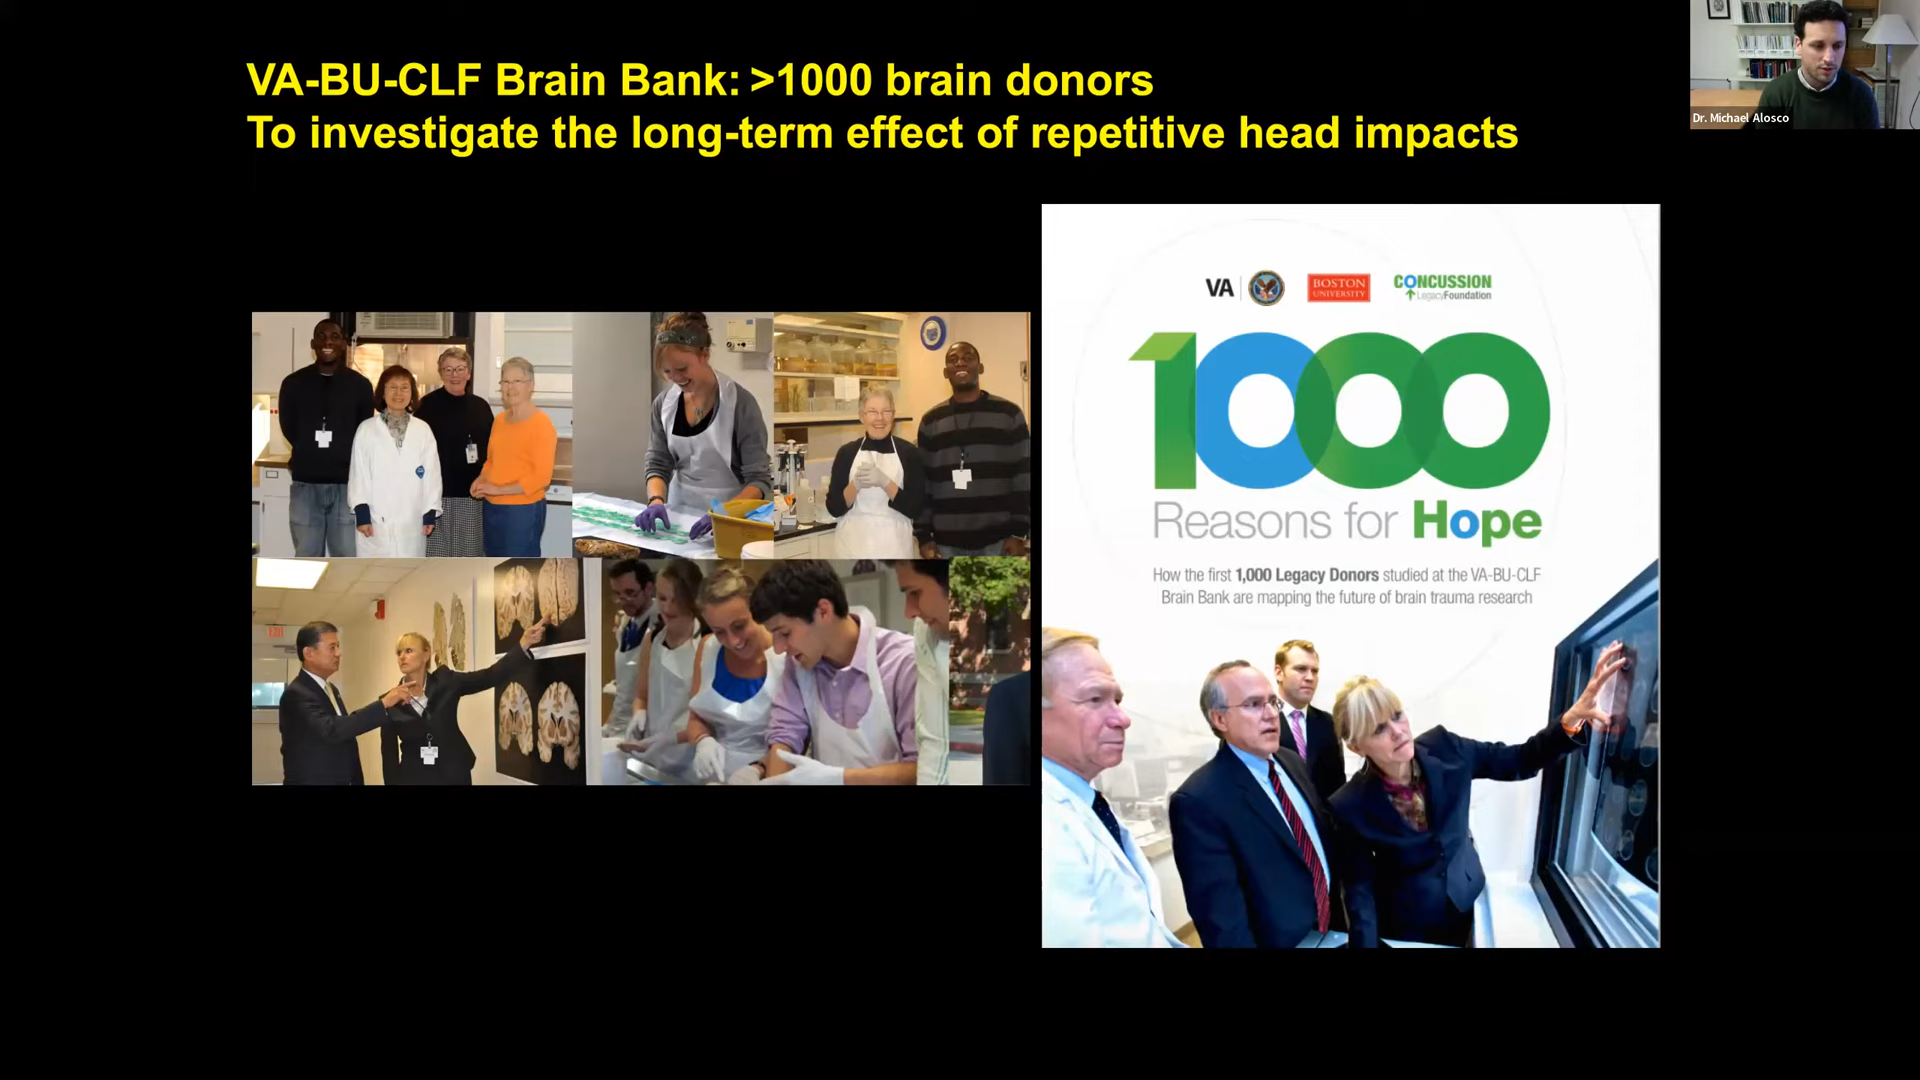 VA-BU-CLF Brain Bank: >1000 brain donors
To investigate the long-term effect of repetitive head impacts
Dr. Michael Alosco
VA
BOSTON
UNIVERSITY
CONCUSSION
LegacyFoundation
1000
Reasons for Hope
How the first 1,000 Legacy Donors studied at the VA-BU-CLF
Brain Bank are mapping the future of brain trauma research
EXIT